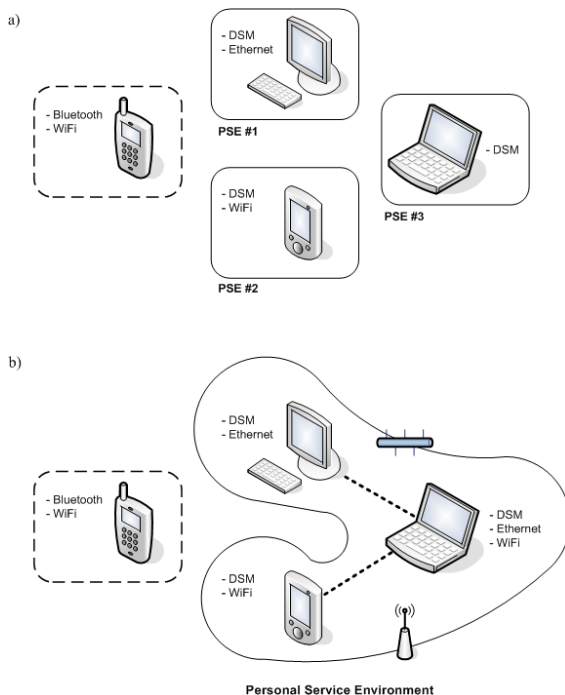 a)
- DSM
- Ethernet
PSE #1
- Bluetooth
- WiFi
- DSM
PSE #3
- DSM
- WiFi
PSE #2
b)
- DSM
- Ethernet
- Bluetooth
- WiFi
- DSM
- Ethernet
- WiFi
- DSM
- WiFi
Personal Service Environment